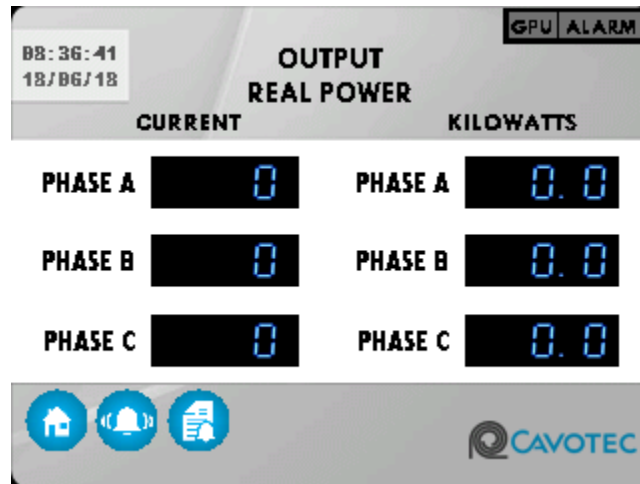 GPU ALARM
08:36:41
18/06/18
OUTPUT
REAL POWER
CURRENT KILOWATTS
PHASE A 0 PHASE A 0.0
PHASE B 0 PHASE B 0.0
PHASE C 0 PHASE C 0.0
CAVOTEC